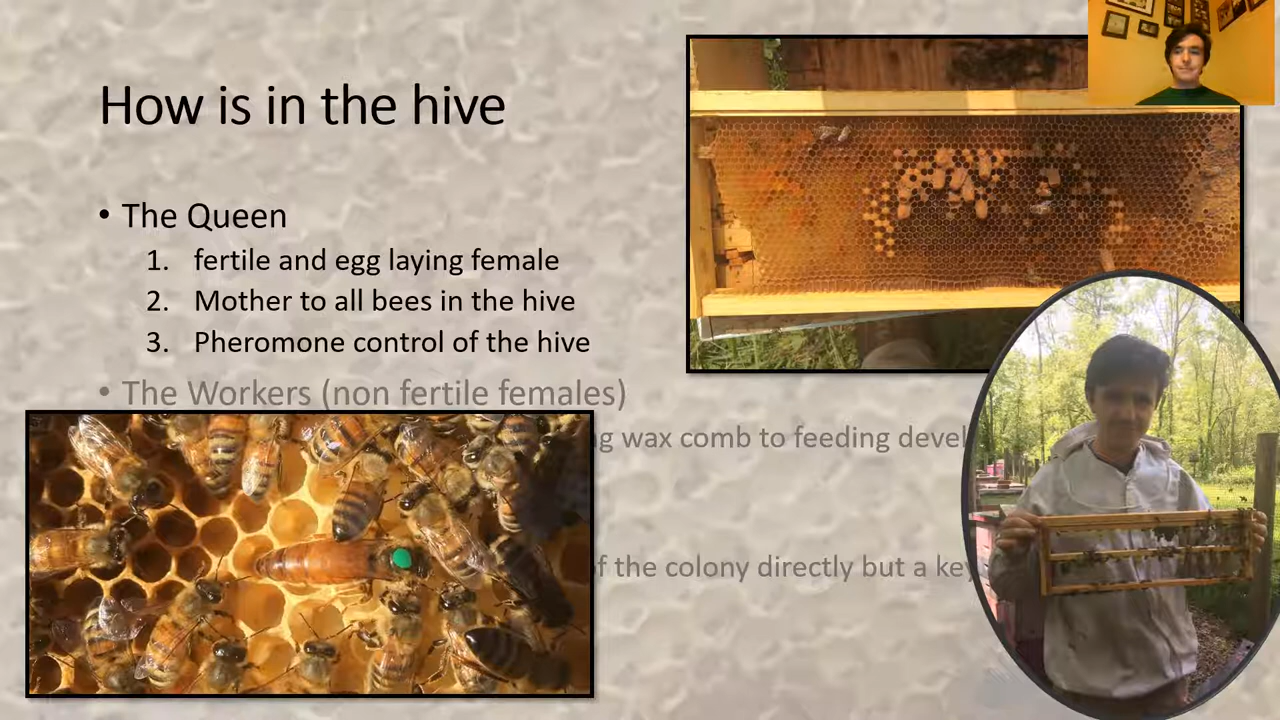 How is in the hive
• The Queen
1. fertile and egg laying female
2. Mother to all bees in the hive
3. Pheromone control of the hive
• The Workers (non fertile females)
wax comb to feeding
of the colony directly but a key